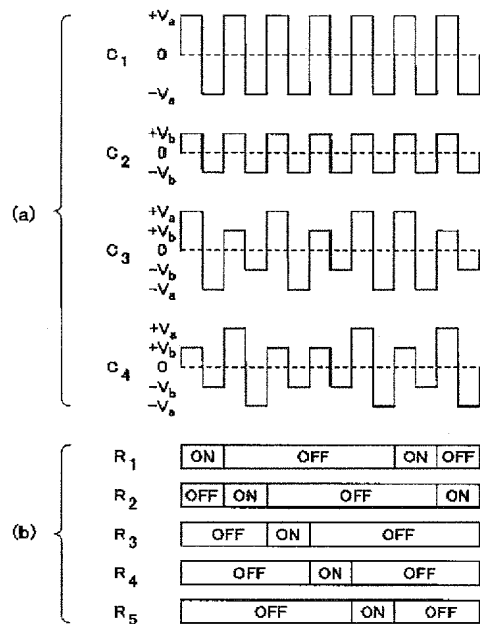 (a)
C1
+Va
0
−Va
C2
+Vb
0
−Vb
C3
+Va
+Vb
0
−Vb
−Va
C4
+Va
+Vb
0
−Vb
−Va
(b)
R1 ON OFF ON OFF
R2 OFF ON OFF ON
R3 OFF ON OFF
R4 OFF ON OFF
R5 OFF ON OFF